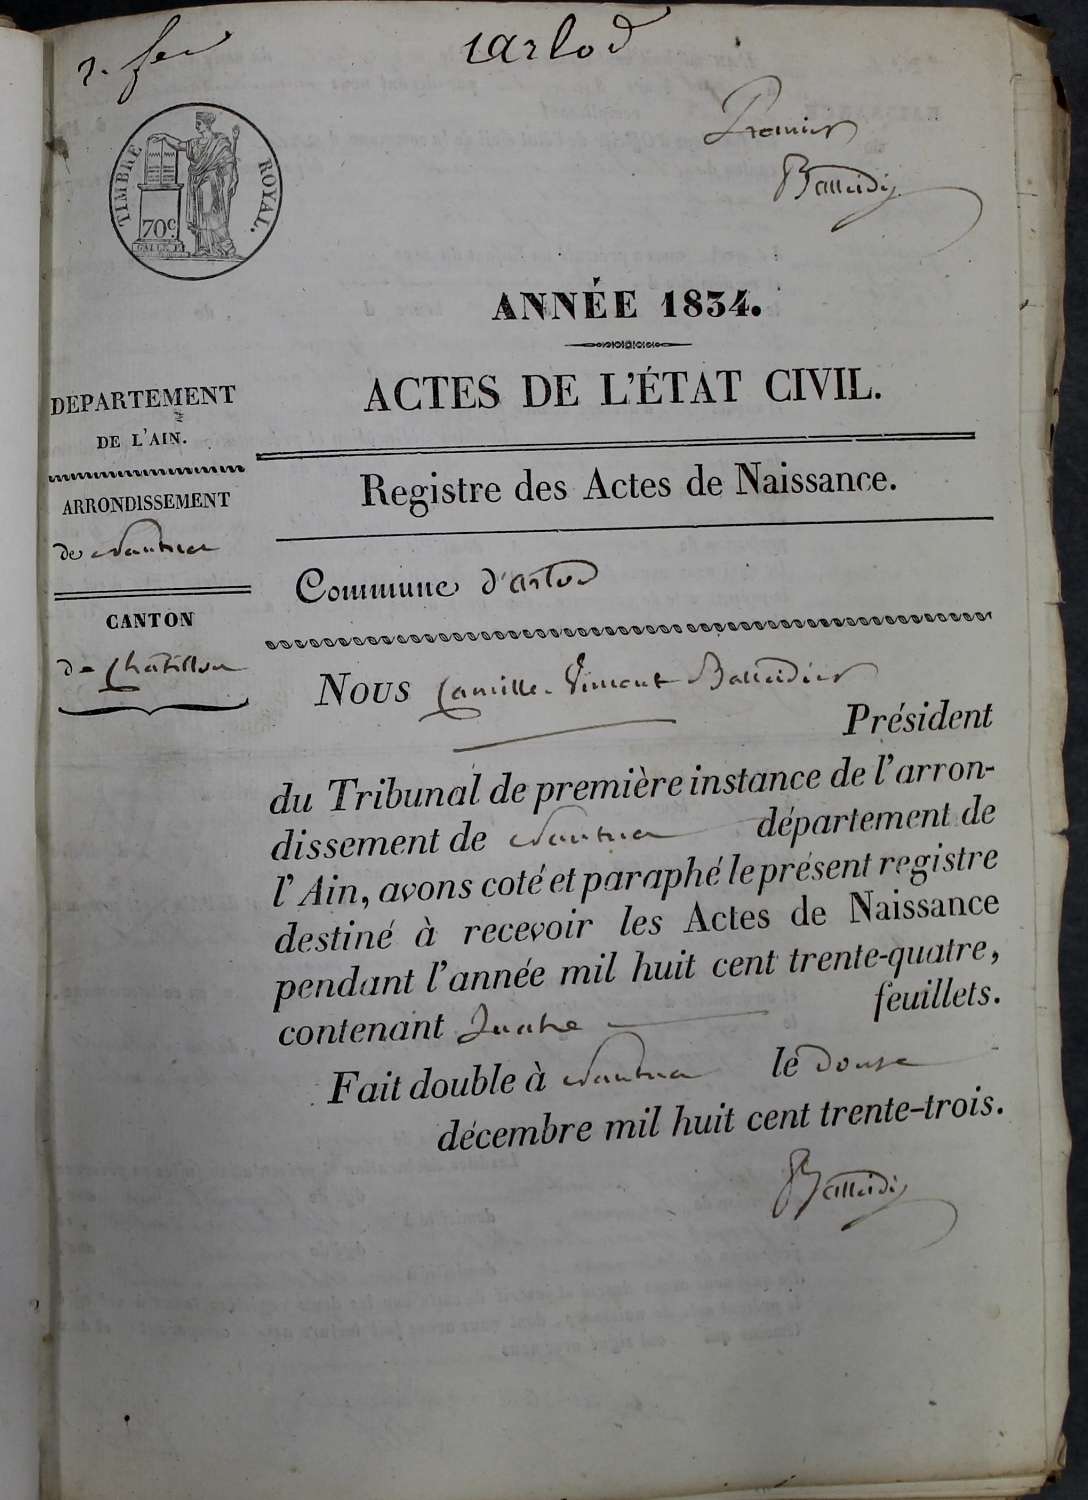 arlod
Premier
TIMBRE ROYAL.
70c
ANNÉE 1834.
ACTES DE L'ÉTAT CIVIL.
Registre des Actes de Naissance.
DEPARTEMENT
DE L'AIN.
ARRONDISSEMENT
de Nantua
CANTON
de Châtillon
Commune d'arlod
Nous Camille-Vincent Balleidier
Président
du Tribunal de première instance de l'arron-
dissement de Nantua département de
l'Ain, avons coté et paraphé le présent registre
destiné à recevoir les Actes de Naissance
pendant l'année mil huit cent trente-quatre,
contenant quatre feuillets.
Fait double à Nantua le douze
décembre mil huit cent trente-trois.
Balleidier